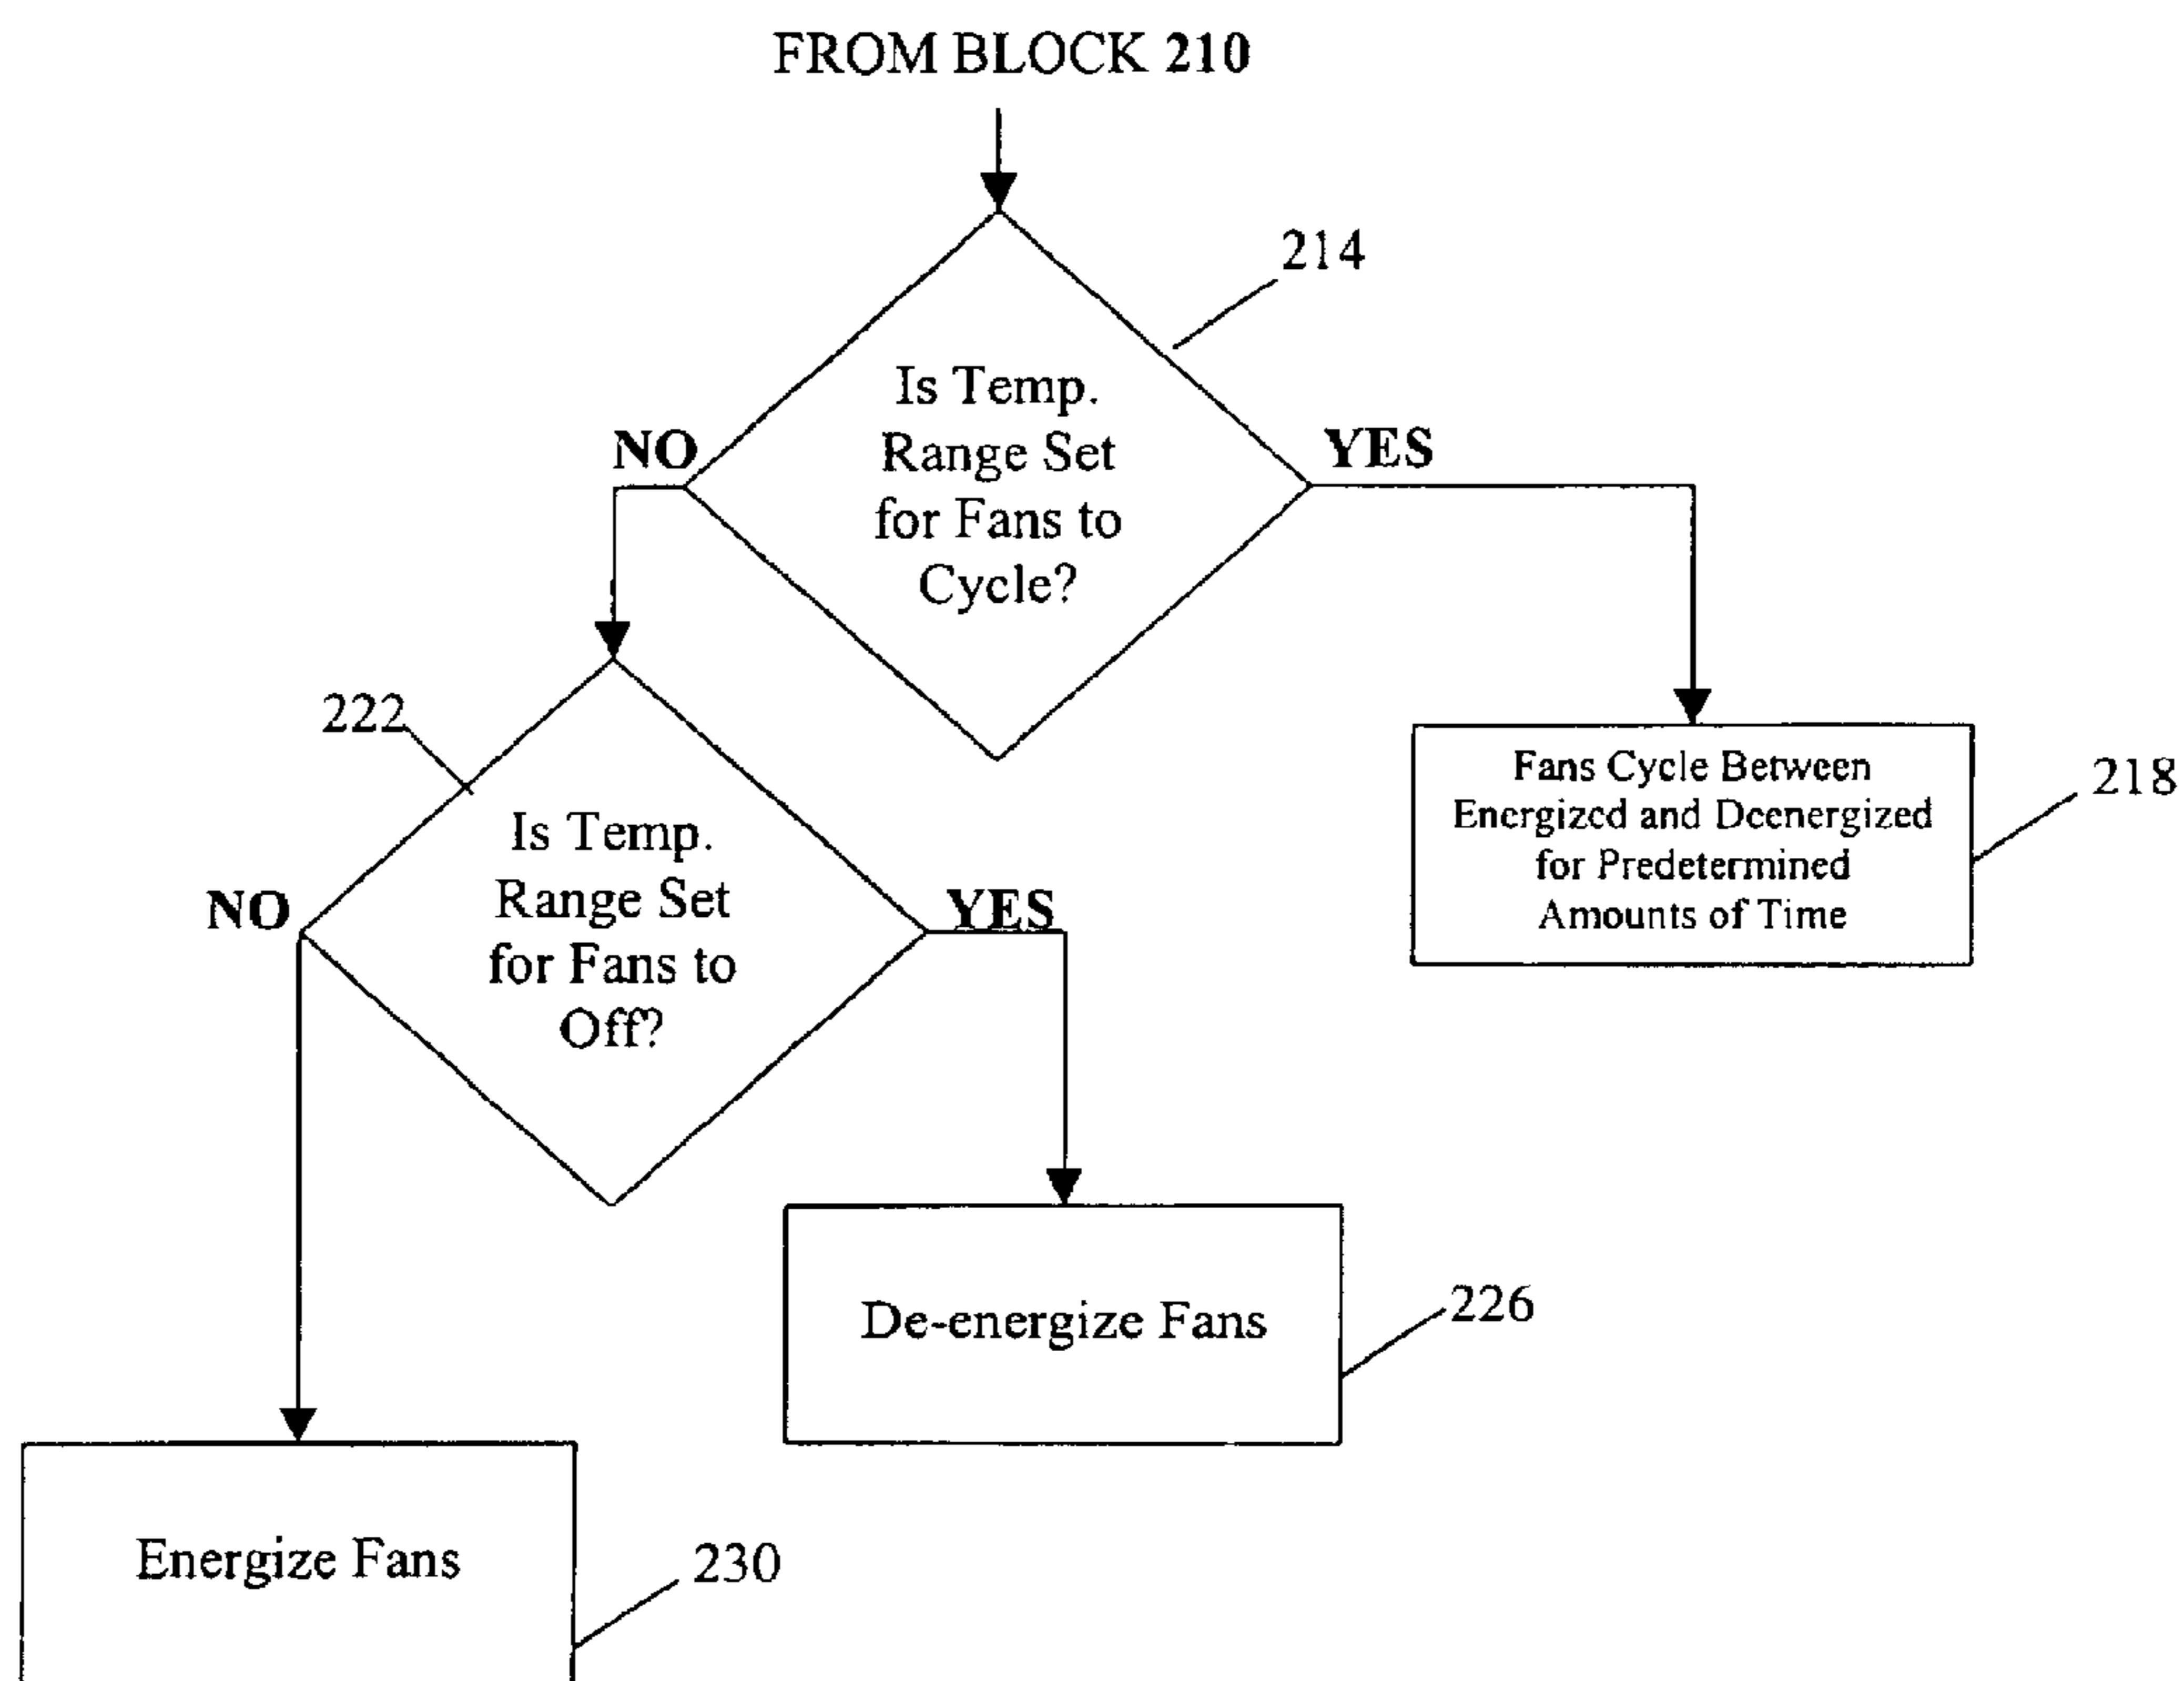 FROM BLOCK 210
214
Is Temp.
Range Set
for Fans to
Cycle?
NO
YES
222
Is Temp.
Range Set
for Fans to
Off?
NO
YES
Fans Cycle Between
Energized and Deenergized
for Predetermined
Amounts of Time
218
De-energize Fans
226
Energize Fans
230